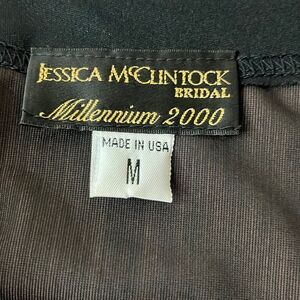 JESSICA McCLINTOCK
BRIDAL
Millennium 2000
MADE IN USA
M